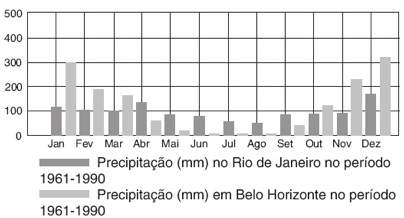 500
400
300
200
100
0
Jan Fev Mar Abr Mai Jun Jul Ago Set Out Nov Dez
Precipitação (mm) no Rio de Janeiro no período
1961-1990
Precipitação (mm) em Belo Horizonte no período
1961-1990